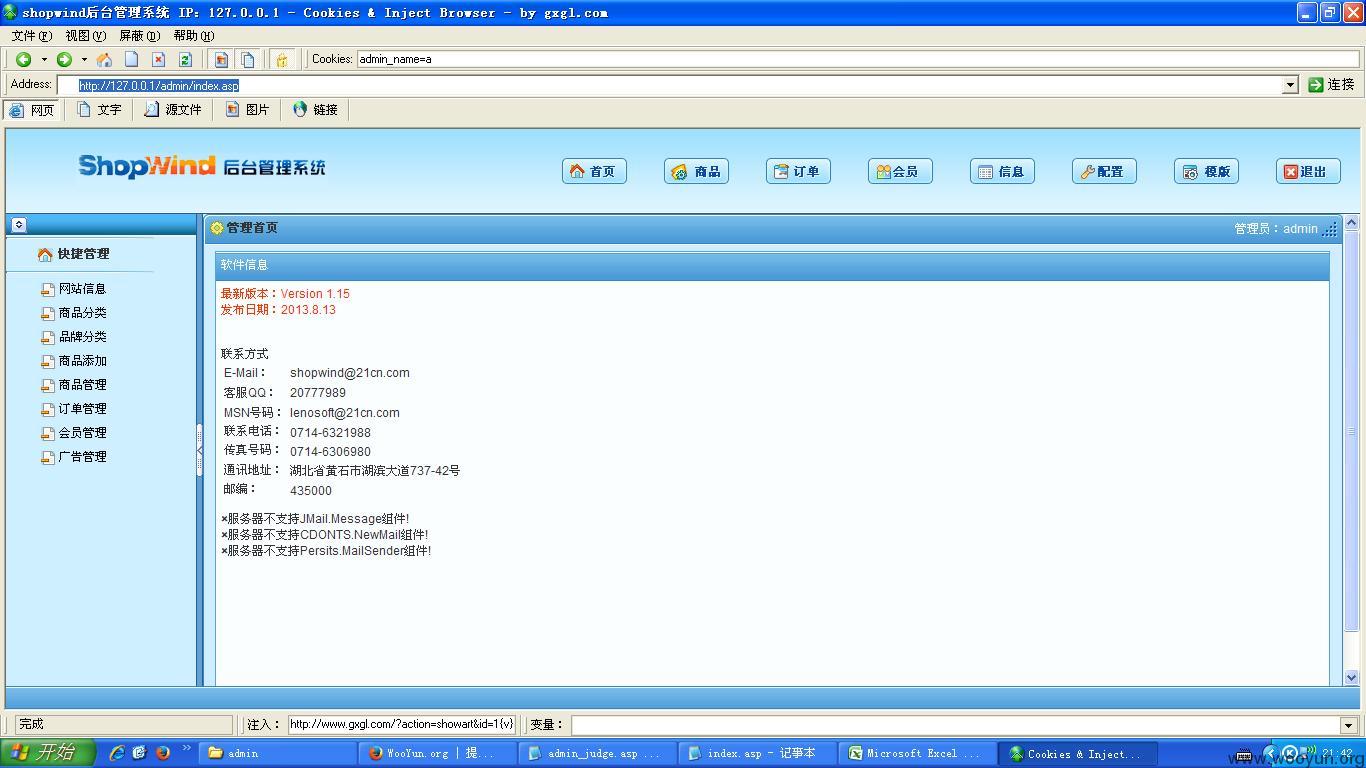 shopwind后台管理系统 IP: 127.0.0.1 - Cookies & Inject Browser - by gxgl.com
文件(F) 视图(V) 屏蔽(D) 帮助(H)
Cookies: admin_name=a
Address: http://127.0.0.1/admin/index.asp 连接
网页 文字 源文件 图片 链接
ShopWind 后台管理系统 首页 商品 订单 会员 信息 配置 模版 退出
管理首页 管理员：admin
快捷管理
网站信息
商品分类
品牌分类
商品添加
商品管理
订单管理
会员管理
广告管理
软件信息
最新版本：Version 1.15
发布日期：2013.8.13
联系方式
E-Mail： shopwind@21cn.com
客服QQ： 20777989
MSN号码： lenosoft@21cn.com
联系电话： 0714-6321988
传真号码： 0714-6306980
通讯地址： 湖北省黄石市湖滨大道737-42号
邮编： 435000
×服务器不支持JMail.Message组件!
×服务器不支持CDONTS.NewMail组件!
×服务器不支持Persits.MailSender组件!
完成 注入： http://www.gxgl.com/?action=showart&id=1{v} 变量：
开始 admin WooYun.org | 提... admin_judge.asp ... index.asp - 记事本 Microsoft Excel ... Cookies & Inject... 21:42
www.wooyun.org